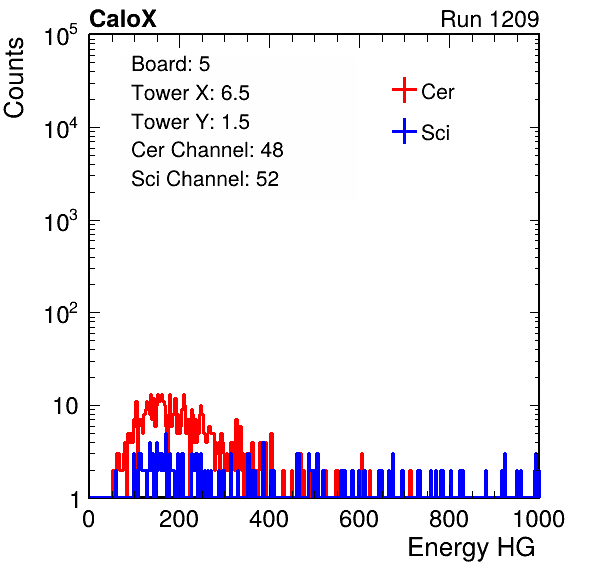 CaloX Run 1209
Counts
10^5
10^4
10^3
10^2
10
1
Board: 5
Tower X: 6.5
Tower Y: 1.5
Cer Channel: 48
Sci Channel: 52
Cer
Sci
0 200 400 600 800 1000
Energy HG